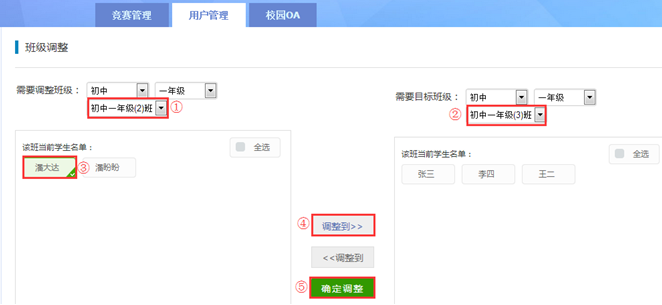 竞赛管理 用户管理 校园OA
班级调整
需要调整班级： 初中 一年级
初中一年级(2)班 ①
需要目标班级： 初中 一年级
② 初中一年级(3)班
该班当前学生名单： 全选
潘大达 ③ 潘盼盼
该班当前学生名单： 全选
张三 李四 王二
④ 调整到>>
<<调整到
⑤ 确定调整